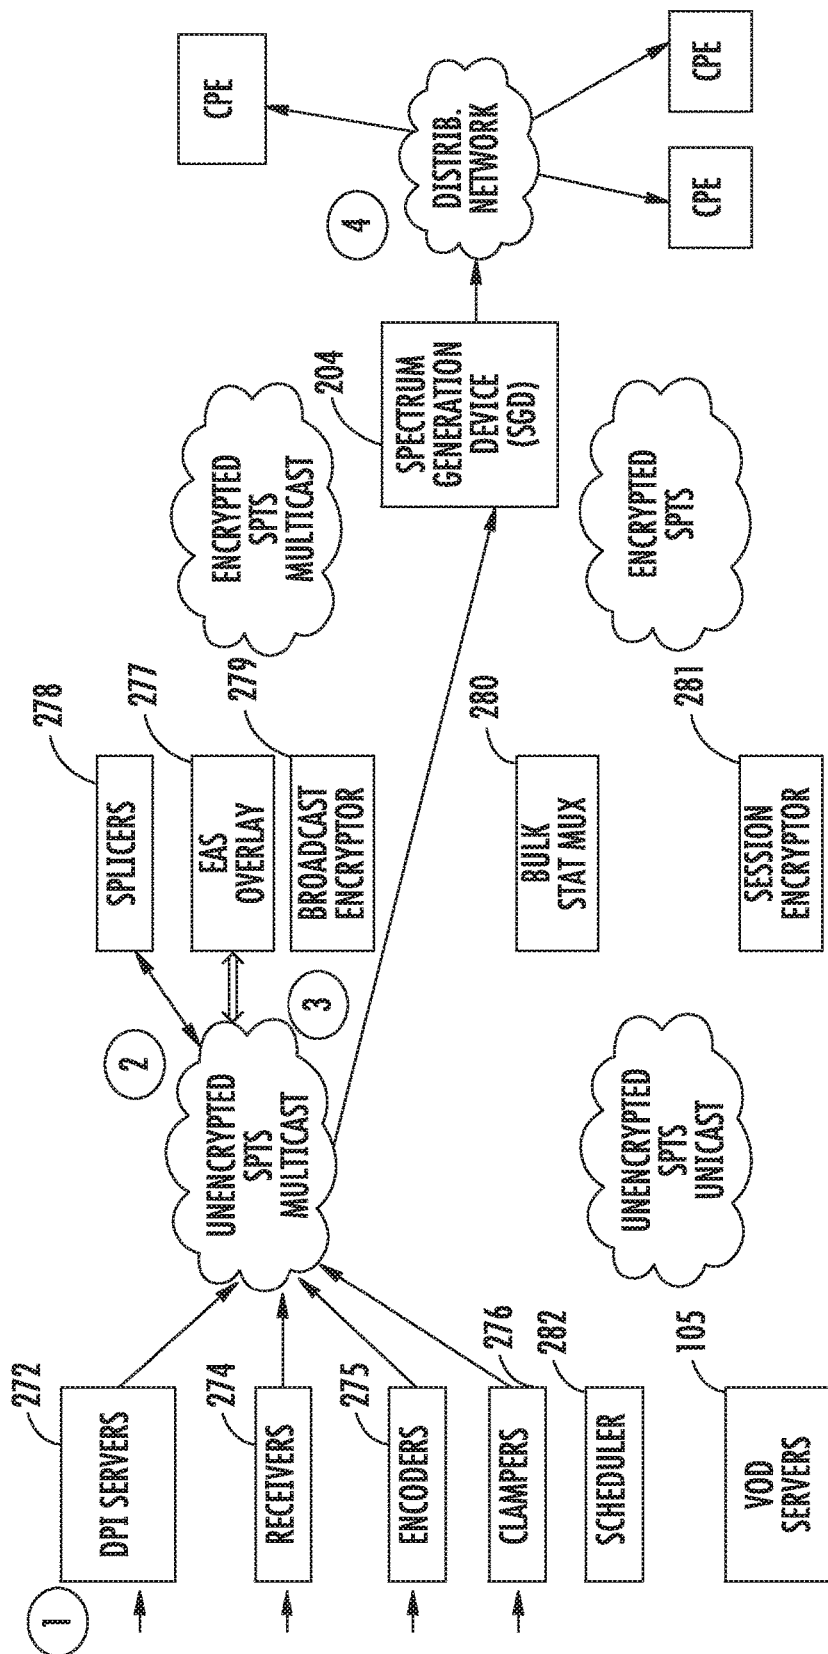 1
DPI SERVERS
272
RECEIVERS
274
ENCODERS
275
CLAMPERS
276
SCHEDULER
282
VOD
SERVERS
105
UNENCRYPTED
SPTS
MULTICAST
UNENCRYPTED
SPTS
UNICAST
2
3
SPLICERS
278
EAS
OVERLAY
277
BROADCAST
ENCRYPTOR
279
BULK
STAT MUX
280
SESSION
ENCRYPTOR
281
ENCRYPTED
SPTS
MULTICAST
ENCRYPTED
SPTS
204
SPECTRUM
GENERATION
DEVICE
(SGD)
4
DISTRIB.
NETWORK
CPE
CPE
CPE